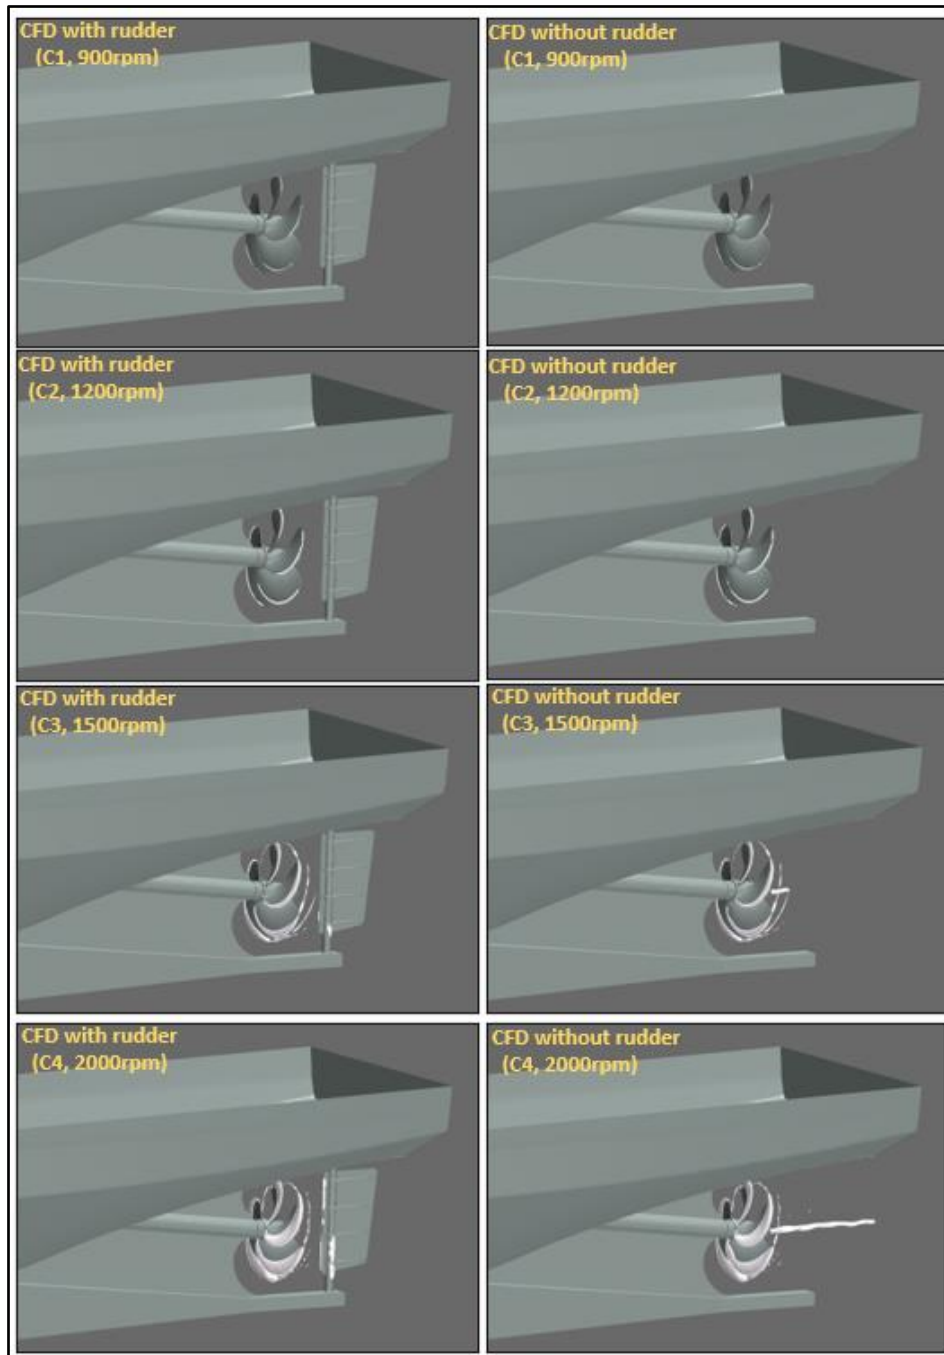 CFD with rudder
(C1, 900rpm)
CFD without rudder
(C1, 900rpm)
CFD with rudder
(C2, 1200rpm)
CFD without rudder
(C2, 1200rpm)
CFD with rudder
(C3, 1500rpm)
CFD without rudder
(C3, 1500rpm)
CFD with rudder
(C4, 2000rpm)
CFD without rudder
(C4, 2000rpm)